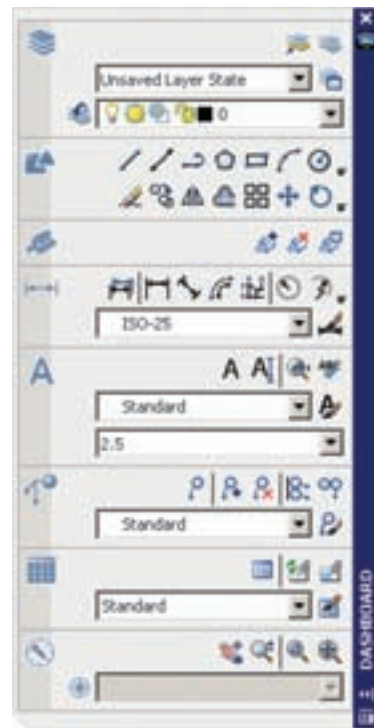 Unsaved Layer State
0
ISO-25
A
A A
Standard
2.5
Standard
Standard
DASHBOARD